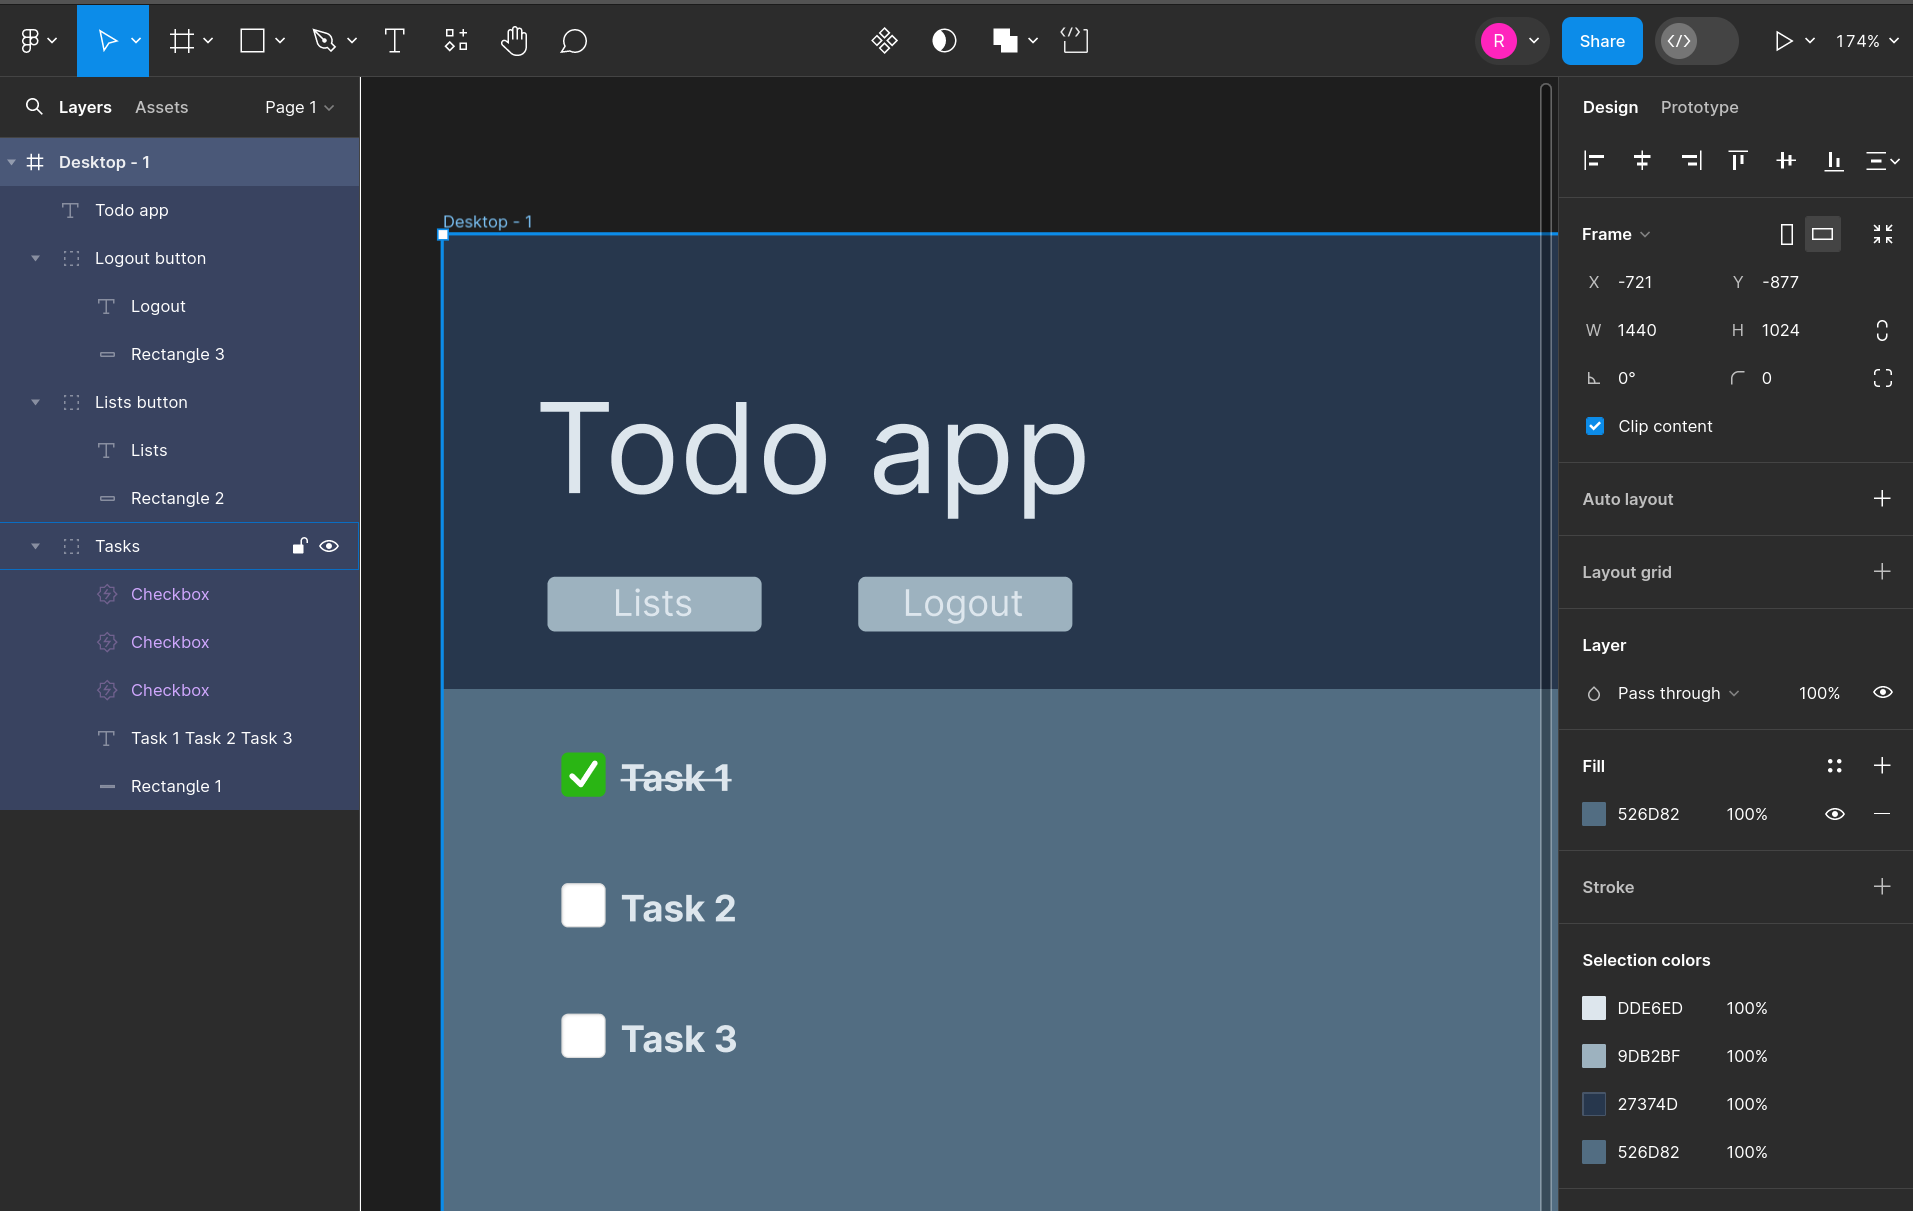 R
Share
</>
174%
Layers
Assets
Page 1
Desktop - 1
Todo app
Logout button
Logout
Rectangle 3
Lists button
Lists
Rectangle 2
Tasks
Checkbox
Checkbox
Checkbox
Task 1 Task 2 Task 3
Rectangle 1
Desktop - 1
Todo app
Lists
Logout
Task 1
Task 2
Task 3
Design
Prototype
Frame
X -721
Y -877
W 1440
H 1024
0°
0
Clip content
Auto layout
Layout grid
Layer
Pass through
100%
Fill
526D82 100%
Stroke
Selection colors
DDE6ED 100%
9DB2BF 100%
27374D 100%
526D82 100%